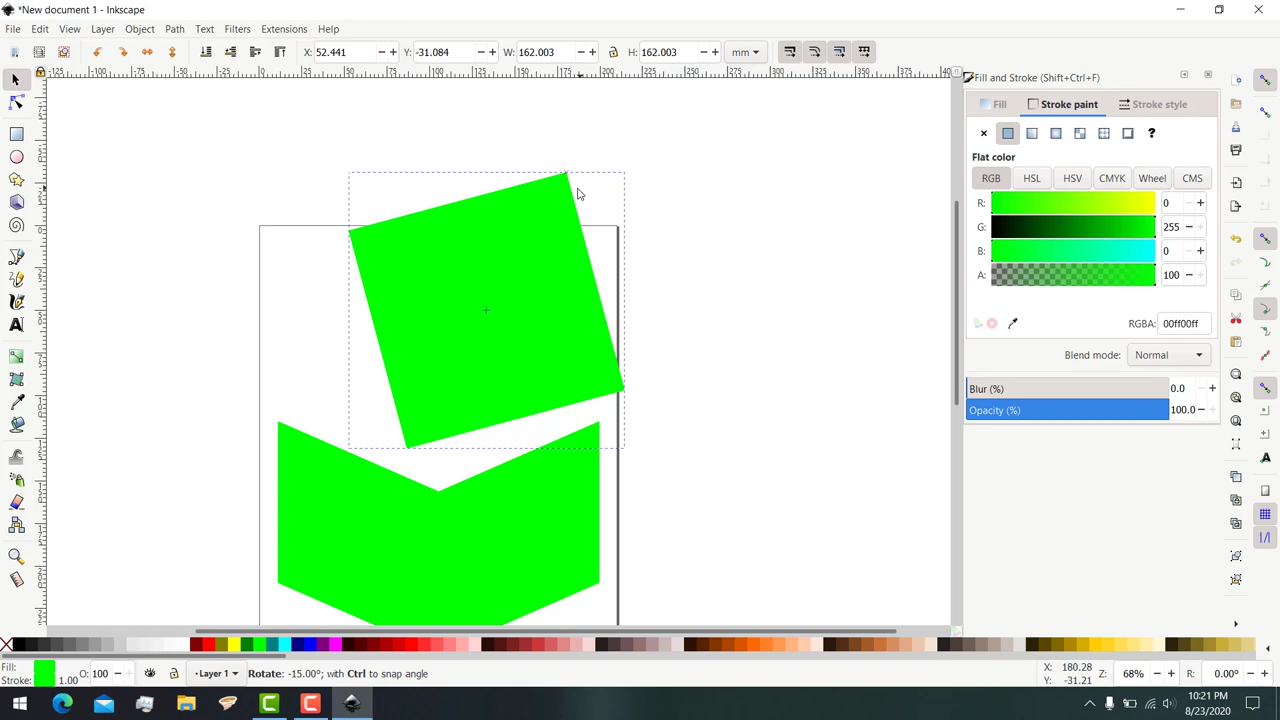 *New document 1 - Inkscape
File Edit View Layer Object Path Text Filters Extensions Help
X: 52.441 Y: -31.084 W: 162.003 H: 162.003 mm
Fill and Stroke (Shift+Ctrl+F)
Fill Stroke paint Stroke style
?
Flat color
RGB HSL HSV CMYK Wheel CMS
R: 0
G: 255
B: 0
A: 100
RGBA: 00ff00ff
Blend mode: Normal
Blur (%) 0.0
Opacity (%) 100.0
Fill:
Stroke: 1.00
O: 100
Layer 1
Rotate: -15.00°; with Ctrl to snap angle
X: 180.28
Y: -31.21
Z: 68%
R: 0.00°
10:21 PM
8/23/2020